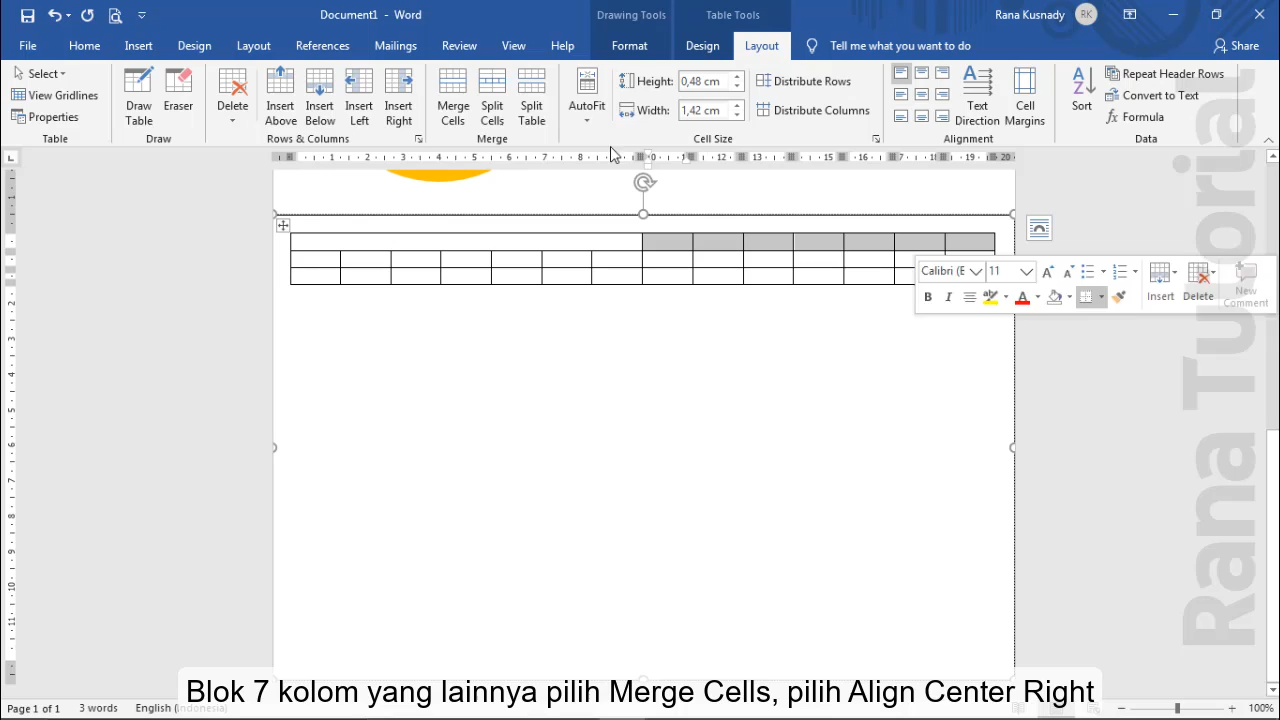 Document1 - Word
Drawing Tools
Table Tools
Rana Kusnady
RK
File Home Insert Design Layout References Mailings Review View Help Format Design Layout Tell me what you want to do Share
Select
View Gridlines
Properties
Table
Draw Table
Eraser
Draw
Delete
Insert Above
Insert Below
Insert Left
Insert Right
Rows & Columns
Merge Cells
Split Cells
Split Table
Merge
AutoFit
Height: 0,48 cm
Width: 1,42 cm
Distribute Rows
Distribute Columns
Cell Size
Text Direction
Cell Margins
Alignment
Sort
Repeat Header Rows
Convert to Text
Formula
Data
Calibri (E 11
Insert
Delete
New Comment
Rana Tutorial
Blok 7 kolom yang lainnya pilih Merge Cells, pilih Align Center Right
Page 1 of 1 3 words English (Indonesia) 100%